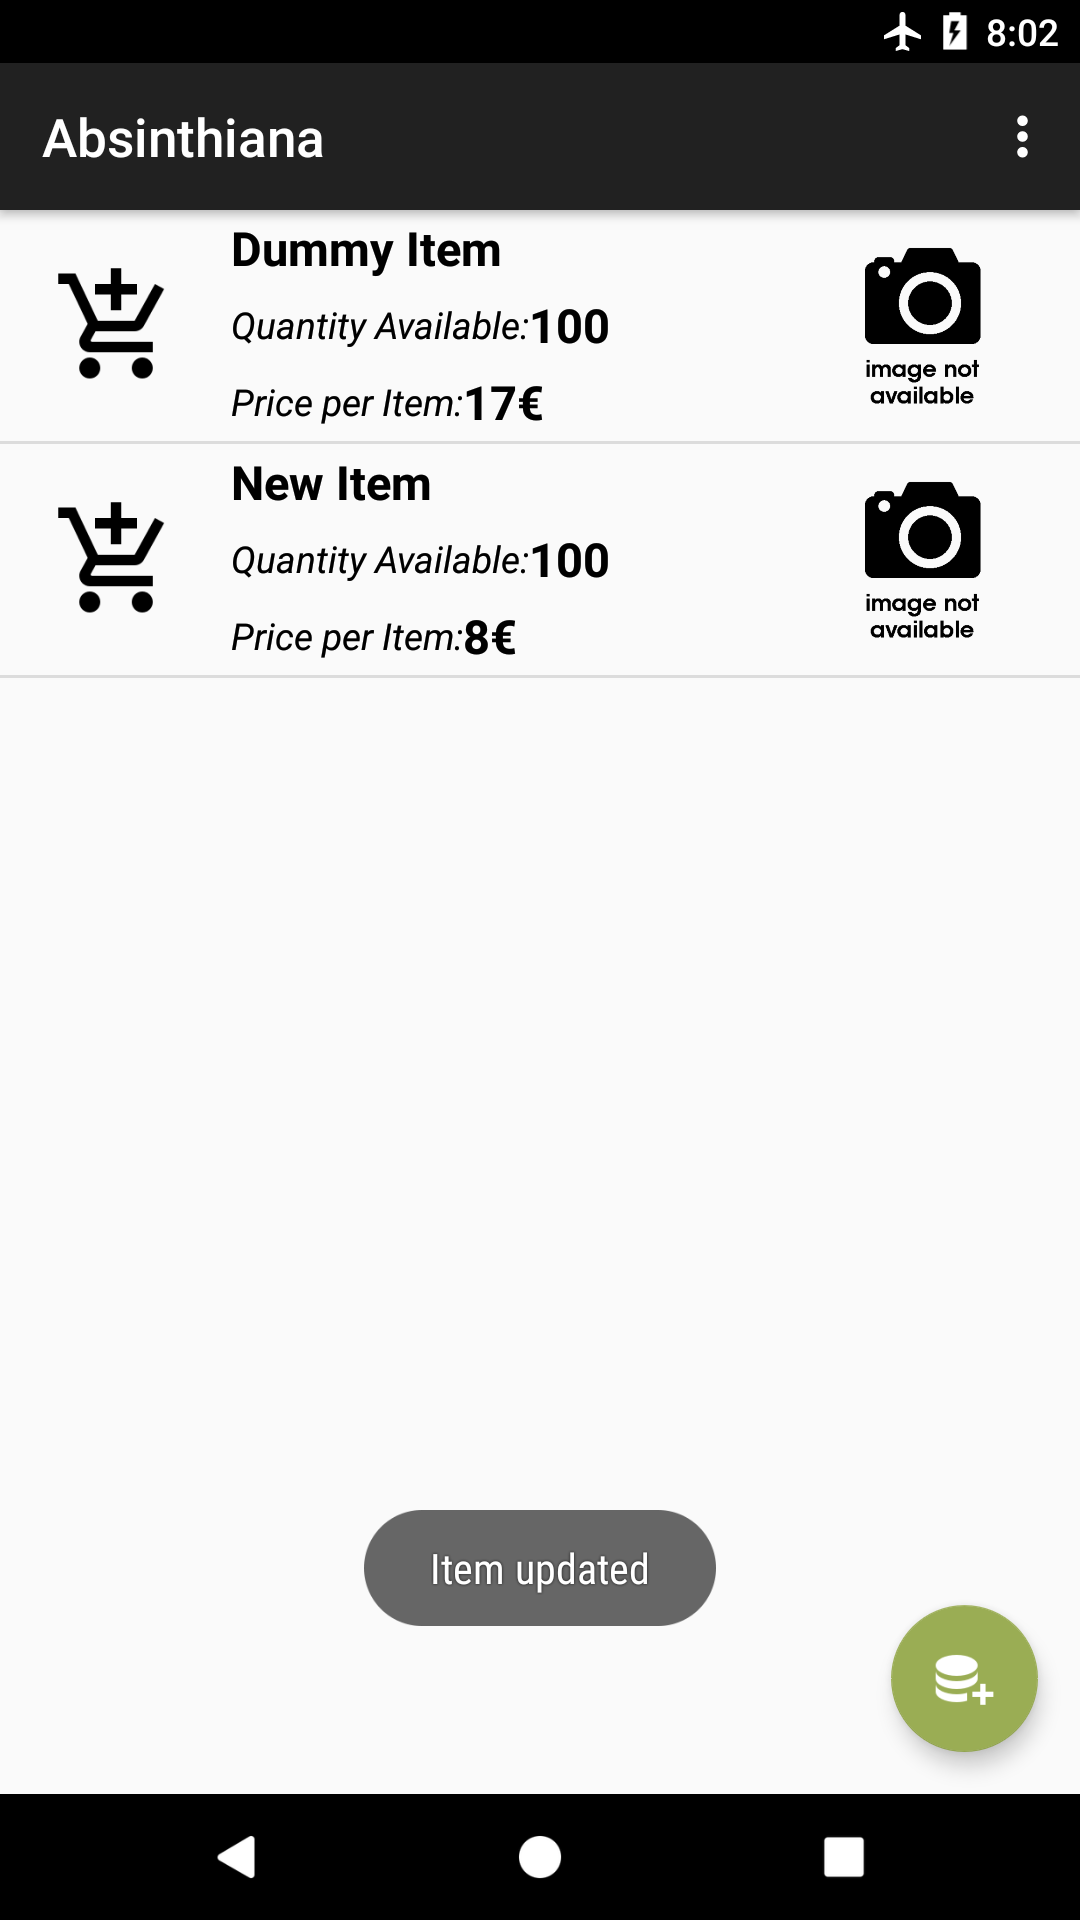 8:02
Absinthiana
Dummy Item
Quantity Available:100
Price per Item:17€
image not
available
New Item
Quantity Available:100
Price per Item:8€
image not
available
Item updated